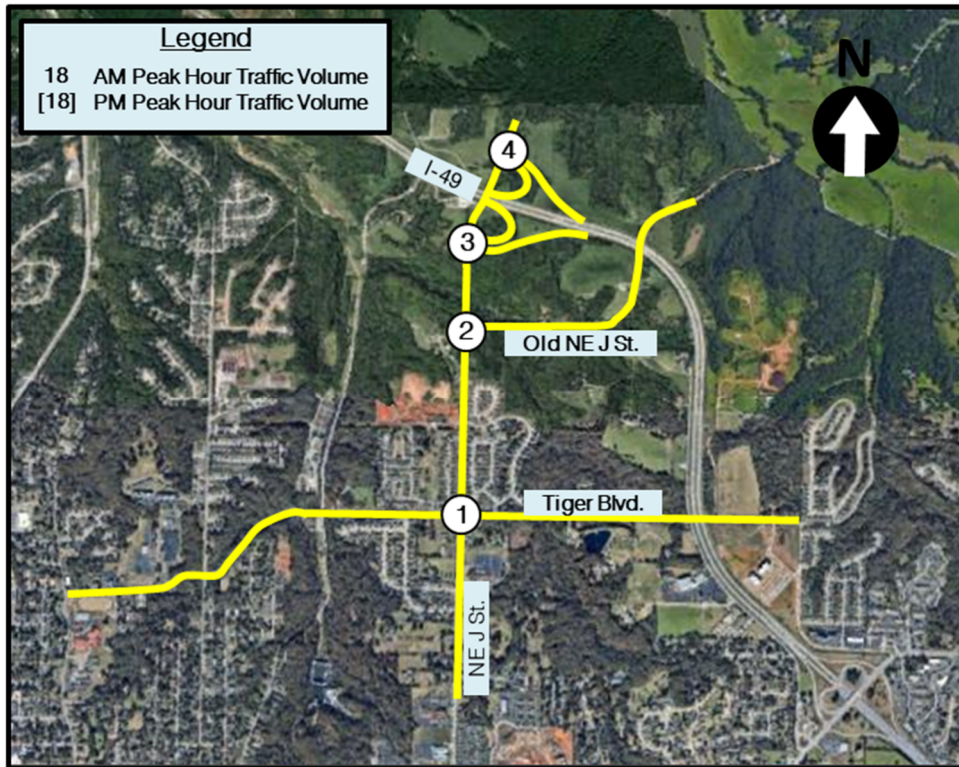 Legend
18 AM Peak Hour Traffic Volume
[18] PM Peak Hour Traffic Volume
N
4
I-49
3
2
Old NE J St.
Tiger Blvd.
1
NE J St.